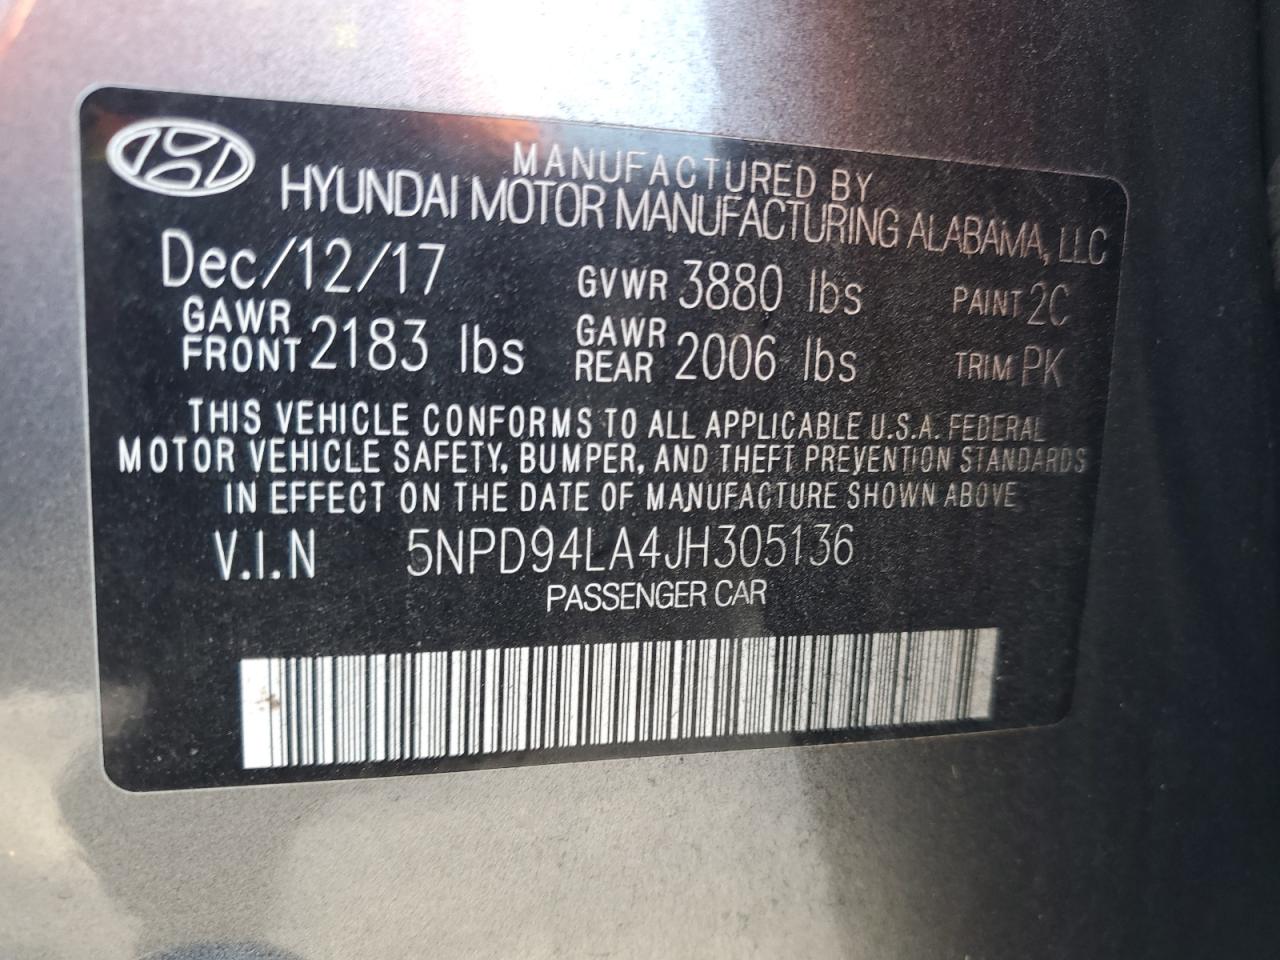 MANUFACTURED BY
HYUNDAI MOTOR MANUFACTURING ALABAMA, LLC
Dec/12/17 GVWR 3880 lbs PAINT 2C
GAWR FRONT 2183 lbs GAWR REAR 2006 lbs TRIM PK
THIS VEHICLE CONFORMS TO ALL APPLICABLE U.S.A. FEDERAL
MOTOR VEHICLE SAFETY, BUMPER, AND THEFT PREVENTION STANDARDS
IN EFFECT ON THE DATE OF MANUFACTURE SHOWN ABOVE
V.I.N 5NPD94LA4JH305136
PASSENGER CAR